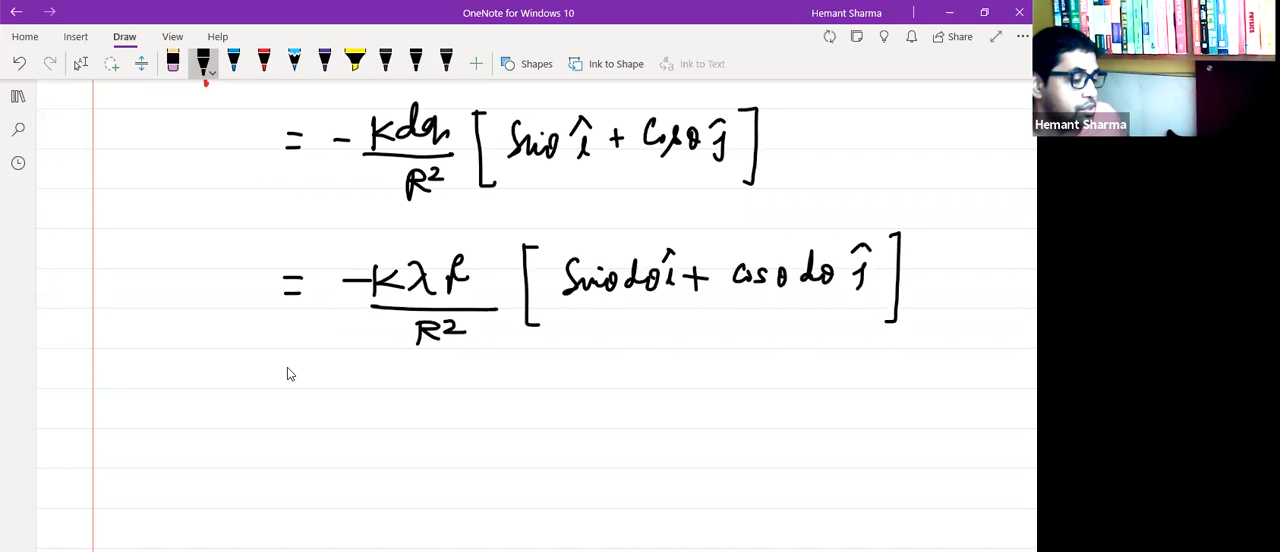 OneNote for Windows 10
Hemant Sharma
Home Insert Draw View Help
Share
Shapes Ink to Shape Ink to Text
= - Kdq/R² [ Sinθ î + Cosθ ĵ ]
= -KλR/R² [ Sinθdθ î + cosθ dθ ĵ ]
Hemant Sharma